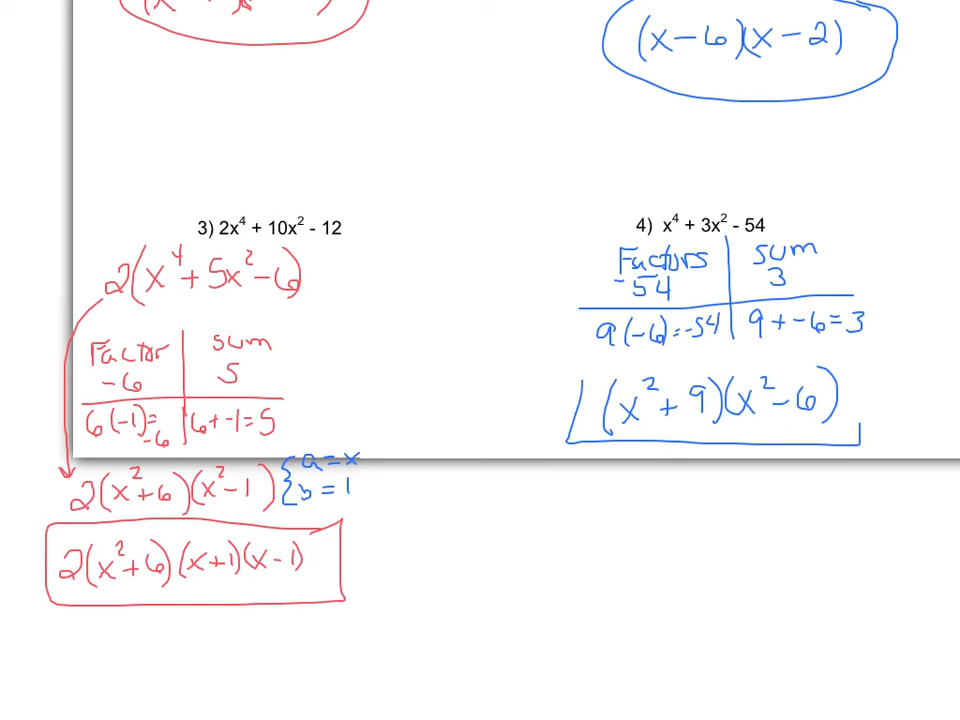 (x-6)(x-2)
3) 2x⁴ + 10x² - 12
2(x⁴+5x²-6)
Factor | sum
-6 | 5
6(-1)=-6 | 6+-1=5
2(x²+6)(x²-1) { a=x
b=1
2(x²+6)(x+1)(x-1)
4) x⁴ + 3x² - 54
Factors | sum
-54 | 3
9(-6)=-54 | 9+-6=3
(x²+9)(x²-6)